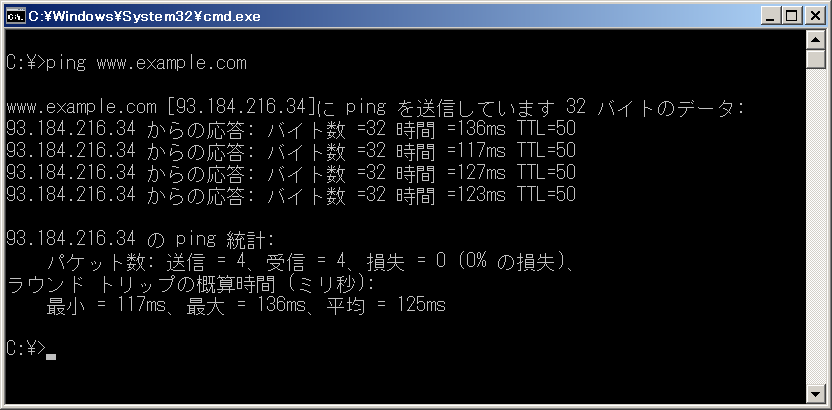 C:¥Windows¥System32¥cmd.exe
C:¥>ping www.example.com
www.example.com [93.184.216.34]に ping を送信しています 32 バイトのデータ:
93.184.216.34 からの応答: バイト数 =32 時間 =136ms TTL=50
93.184.216.34 からの応答: バイト数 =32 時間 =117ms TTL=50
93.184.216.34 からの応答: バイト数 =32 時間 =127ms TTL=50
93.184.216.34 からの応答: バイト数 =32 時間 =123ms TTL=50
93.184.216.34 の ping 統計:
パケット数: 送信 = 4、受信 = 4、損失 = 0 (0% の損失)、
ラウンド トリップの概算時間 (ミリ秒):
最小 = 117ms、最大 = 136ms、平均 = 125ms
C:¥>